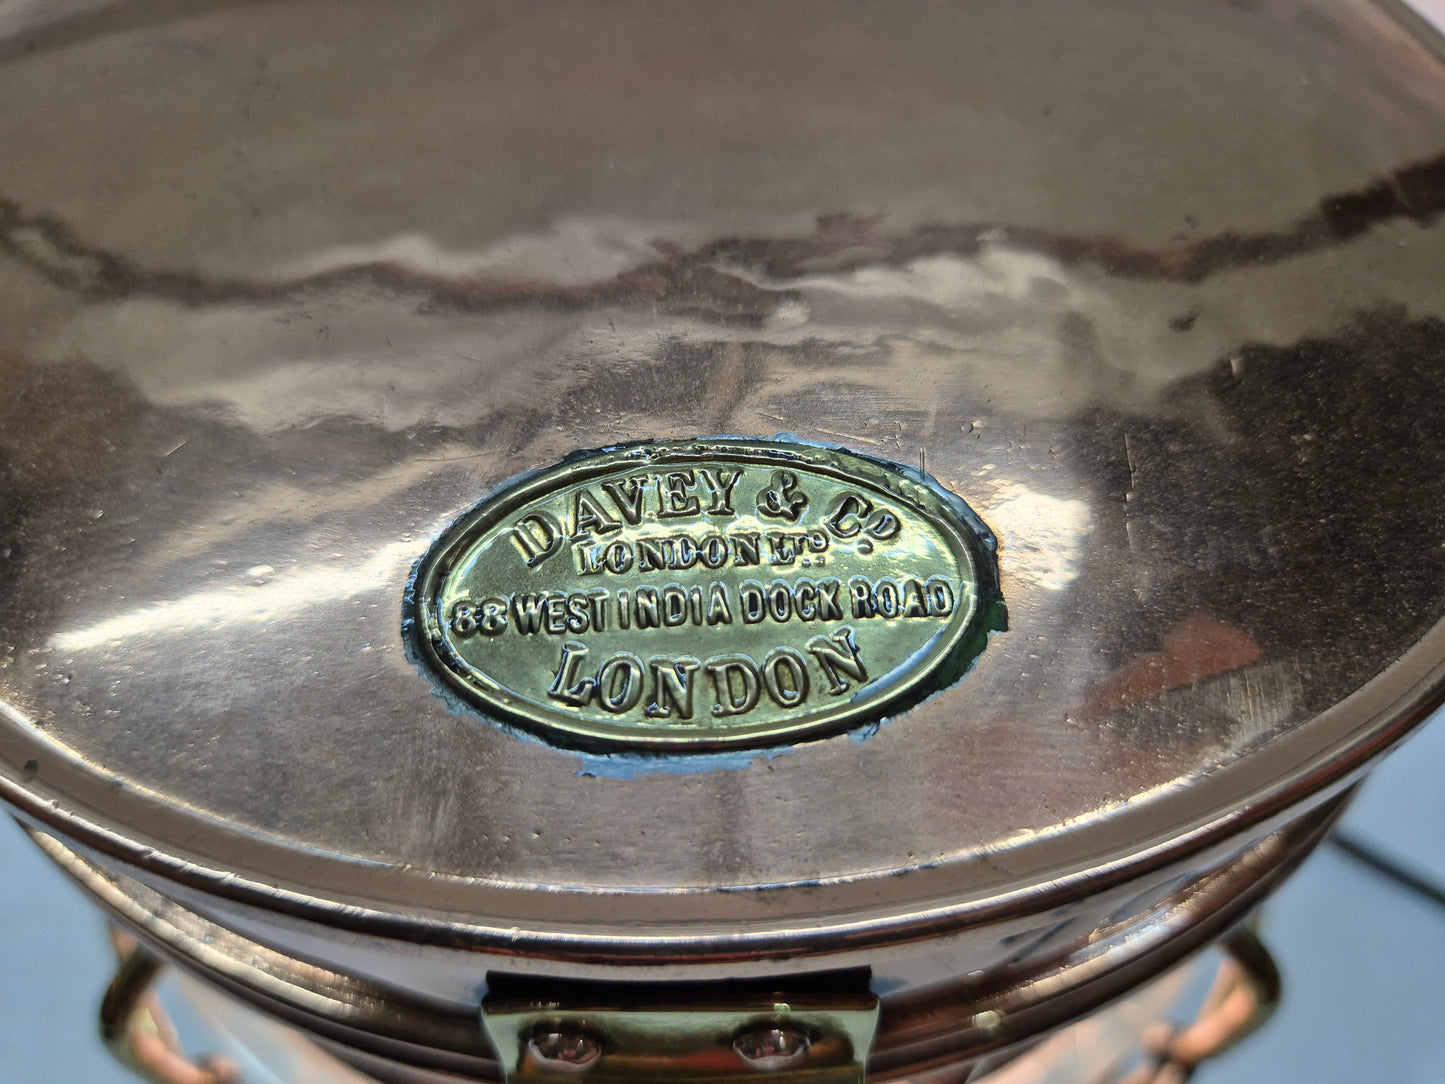 DAVEY & Co
LONDON LTD
88 WEST INDIA DOCK ROAD
LONDON